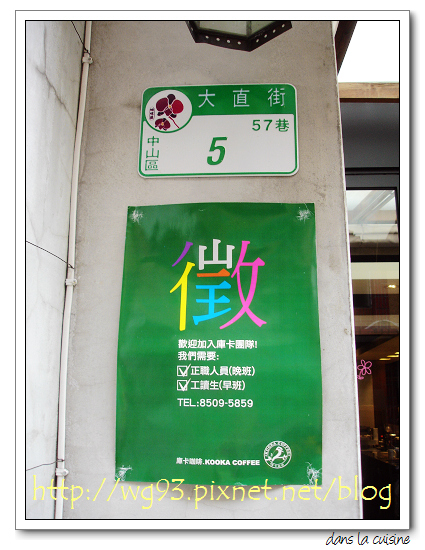 大直街
57巷
中山區
5
徵
歡迎加入庫卡團隊!
我們需要:
正職人員(晚班)
工讀生(早班)
TEL:8509-5859
庫卡咖啡.KOOKA COFFEE
http://wg93.pixnet.net/blog
dans la cuisine